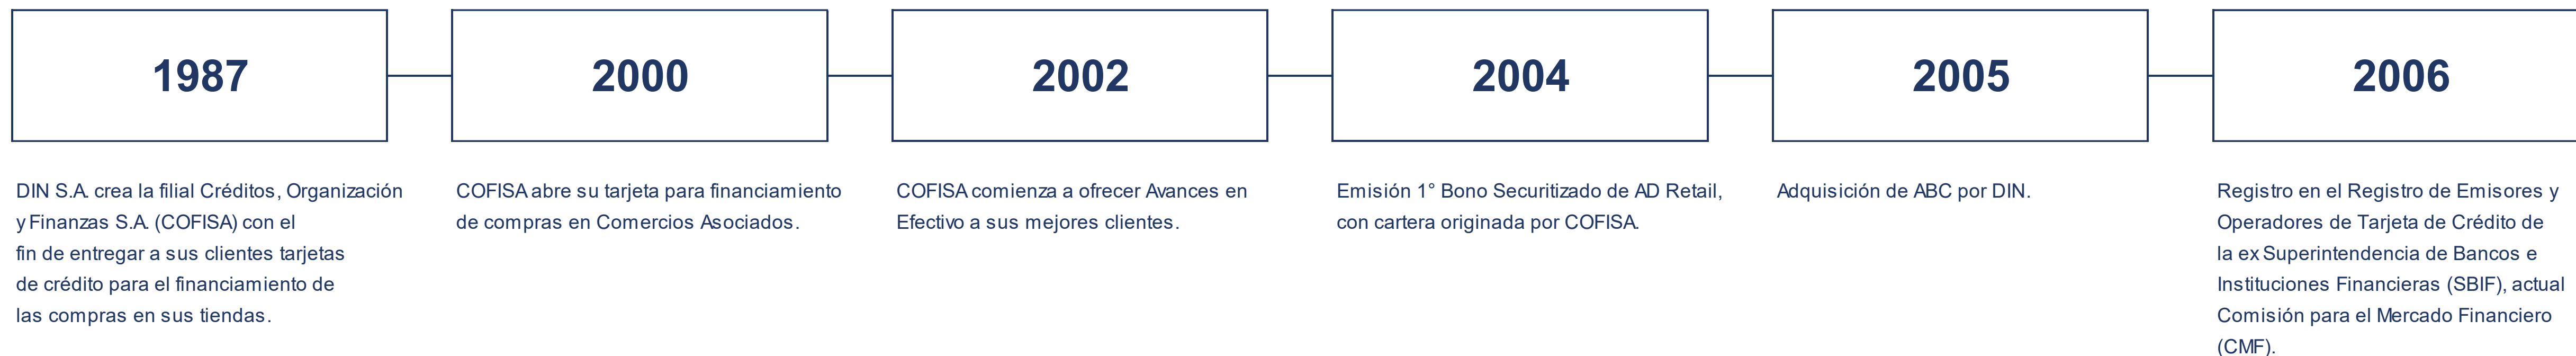 1987
DIN S.A. crea la filial Créditos, Organización
y Finanzas S.A. (COFISA) con el
fin de entregar a sus clientes tarjetas
de crédito para el financiamiento de
las compras en sus tiendas.
2000
COFISA abre su tarjeta para financiamiento
de compras en Comercios Asociados.
2002
COFISA comienza a ofrecer Avances en
Efectivo a sus mejores clientes.
2004
Emisión 1° Bono Securitizado de AD Retail,
con cartera originada por COFISA.
2005
Adquisición de ABC por DIN.
2006
Registro en el Registro de Emisores y
Operadores de Tarjeta de Crédito de
la ex Superintendencia de Bancos e
Instituciones Financieras (SBIF), actual
Comisión para el Mercado Financiero
(CMF).